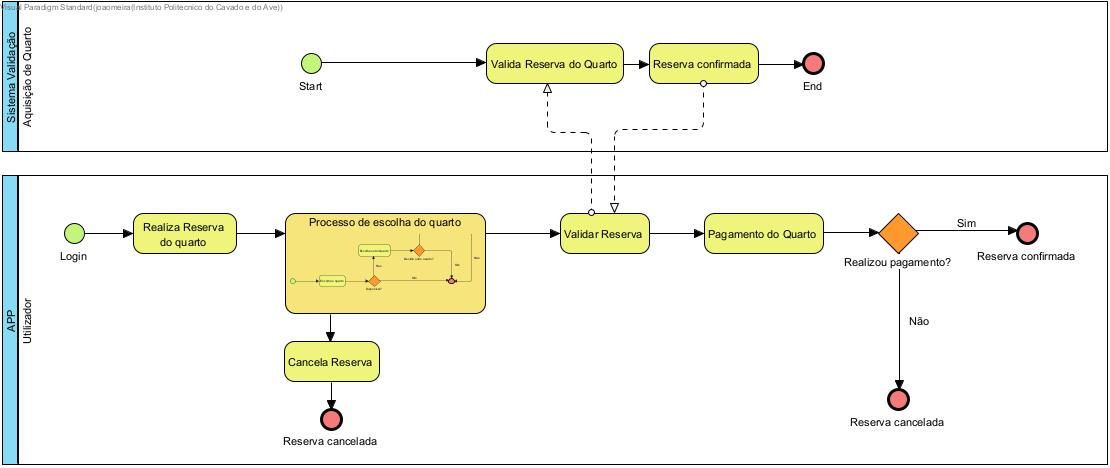 Visual Paradigm Standard(joaomeira(Instituto Politecnico do Cavado e do Ave))
Sistema Validação
Aquisição de Quarto
Start
Valida Reserva do Quarto
Reserva confirmada
End
APP
Utilizador
Login
Realiza Reserva
do quarto
Processo de escolha do quarto
Validar Reserva
Pagamento do Quarto
Realizou pagamento?
Sim
Reserva confirmada
Não
Reserva cancelada
Cancela Reserva
Reserva cancelada